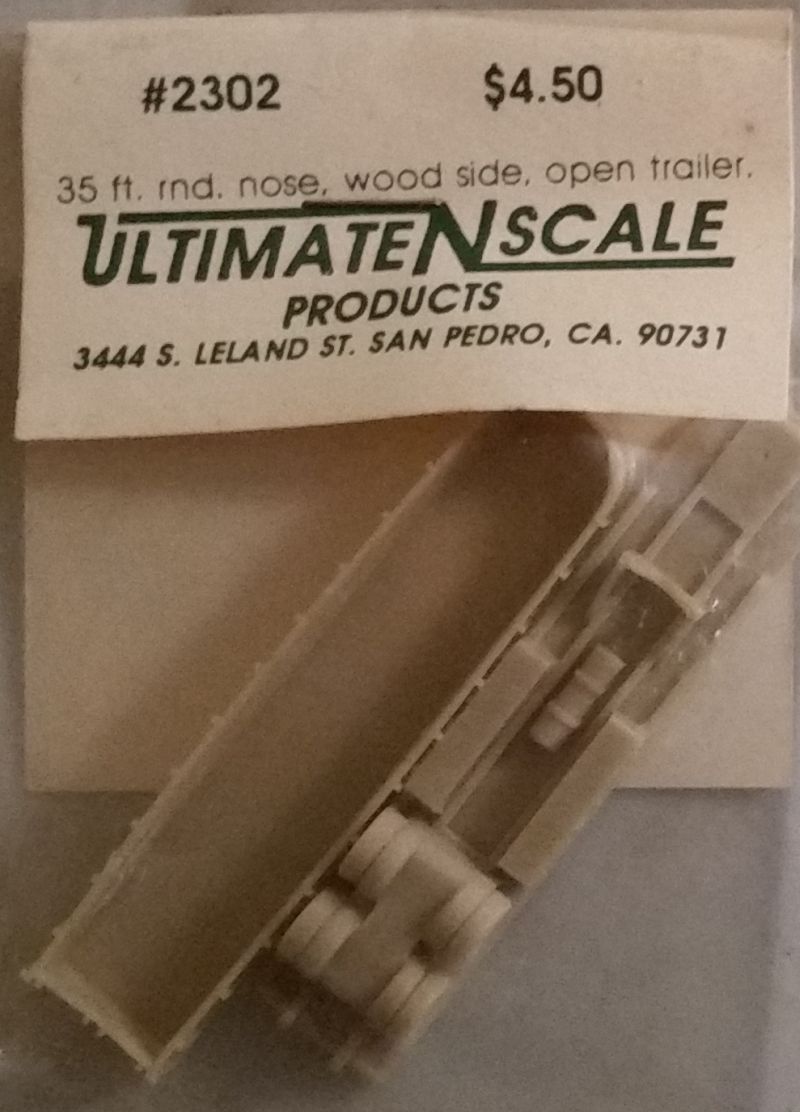 #2302 $4.50
35 ft. rnd. nose, wood side, open trailer.
ULTIMATE N SCALE
PRODUCTS
3444 S. LELAND ST. SAN PEDRO, CA. 90731